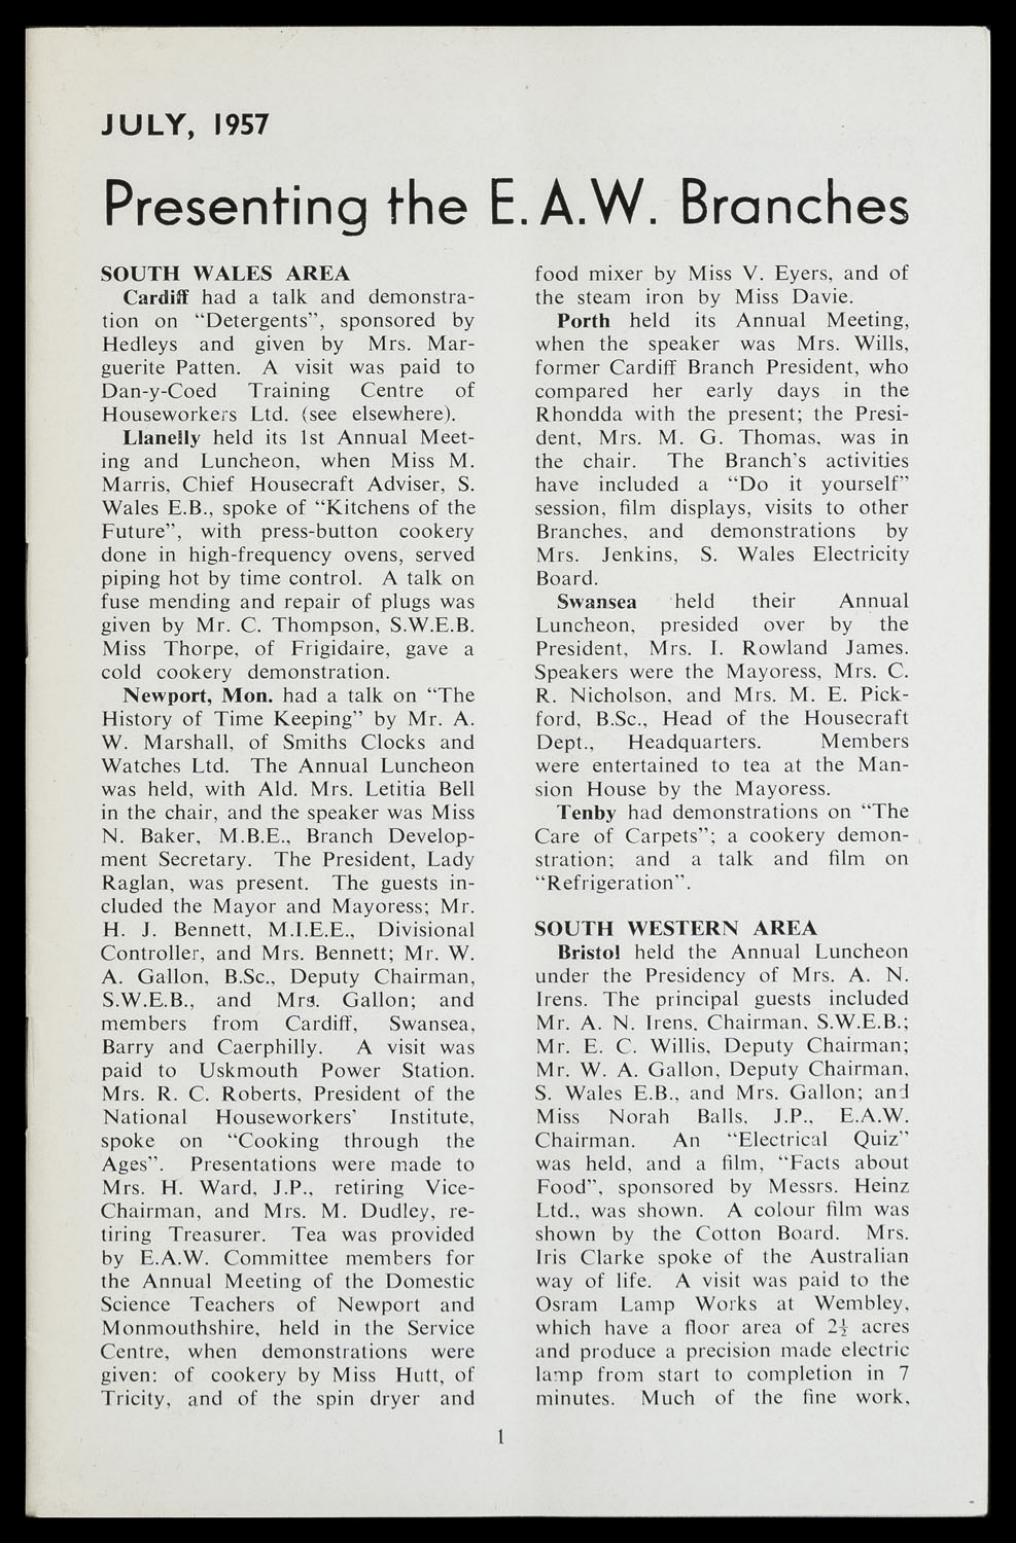 JULY, 1957
Presenting the E.A.W. Branches
SOUTH WALES AREA
Cardiff had a talk and demonstra-
tion on “Detergents”, sponsored by
Hedleys and given by Mrs. Mar-
guerite Patten. A visit was paid to
Dan-y-Coed Training Centre of
Houseworkers Ltd. (see elsewhere).
Llanelly held its 1st Annual Meet-
ing and Luncheon, when Miss M.
Marris, Chief Housecraft Adviser, S.
Wales E.B., spoke of “Kitchens of the
Future”, with press-button cookery
done in high-frequency ovens, served
piping hot by time control. A talk on
fuse mending and repair of plugs was
given by Mr. C. Thompson, S.W.E.B.
Miss Thorpe, of Frigidaire, gave a
cold cookery demonstration.
Newport, Mon. had a talk on “The
History of Time Keeping” by Mr. A.
W. Marshall, of Smiths Clocks and
Watches Ltd. The Annual Luncheon
was held, with Ald. Mrs. Letitia Bell
in the chair, and the speaker was Miss
N. Baker, M.B.E., Branch Develop-
ment Secretary. The President, Lady
Raglan, was present. The guests in-
cluded the Mayor and Mayoress; Mr.
H. J. Bennett, M.I.E.E., Divisional
Controller, and Mrs. Bennett; Mr. W.
A. Gallon, B.Sc., Deputy Chairman,
S.W.E.B., and Mrs. Gallon; and
members from Cardiff, Swansea,
Barry and Caerphilly. A visit was
paid to Uskmouth Power Station.
Mrs. R. C. Roberts, President of the
National Houseworkers’ Institute,
spoke on “Cooking through the
Ages”. Presentations were made to
Mrs. H. Ward, J.P., retiring Vice-
Chairman, and Mrs. M. Dudley, re-
tiring Treasurer. Tea was provided
by E.A.W. Committee members for
the Annual Meeting of the Domestic
Science Teachers of Newport and
Monmouthshire, held in the Service
Centre, when demonstrations were
given: of cookery by Miss Hutt, of
Tricity, and of the spin dryer and
food mixer by Miss V. Eyers, and of
the steam iron by Miss Davie.
Porth held its Annual Meeting,
when the speaker was Mrs. Wills,
former Cardiff Branch President, who
compared her early days in the
Rhondda with the present; the Presi-
dent, Mrs. M. G. Thomas, was in
the chair. The Branch’s activities
have included a “Do it yourself”
session, film displays, visits to other
Branches, and demonstrations by
Mrs. Jenkins, S. Wales Electricity
Board.
Swansea held their Annual
Luncheon, presided over by the
President, Mrs. I. Rowland James.
Speakers were the Mayoress, Mrs. C.
R. Nicholson, and Mrs. M. E. Pick-
ford, B.Sc., Head of the Housecraft
Dept., Headquarters. Members
were entertained to tea at the Man-
sion House by the Mayoress.
Tenby had demonstrations on “The
Care of Carpets”; a cookery demon-
stration; and a talk and film on
“Refrigeration”.
SOUTH WESTERN AREA
Bristol held the Annual Luncheon
under the Presidency of Mrs. A. N.
Irens. The principal guests included
Mr. A. N. Irens, Chairman, S.W.E.B.;
Mr. E. C. Willis, Deputy Chairman;
Mr. W. A. Gallon, Deputy Chairman,
S. Wales E.B., and Mrs. Gallon; and
Miss Norah Balls, J.P., E.A.W.
Chairman. An “Electrical Quiz”
was held, and a film, “Facts about
Food”, sponsored by Messrs. Heinz
Ltd., was shown. A colour film was
shown by the Cotton Board. Mrs.
Iris Clarke spoke of the Australian
way of life. A visit was paid to the
Osram Lamp Works at Wembley,
which have a floor area of 2½ acres
and produce a precision made electric
lamp from start to completion in 7
minutes. Much of the fine work,
1